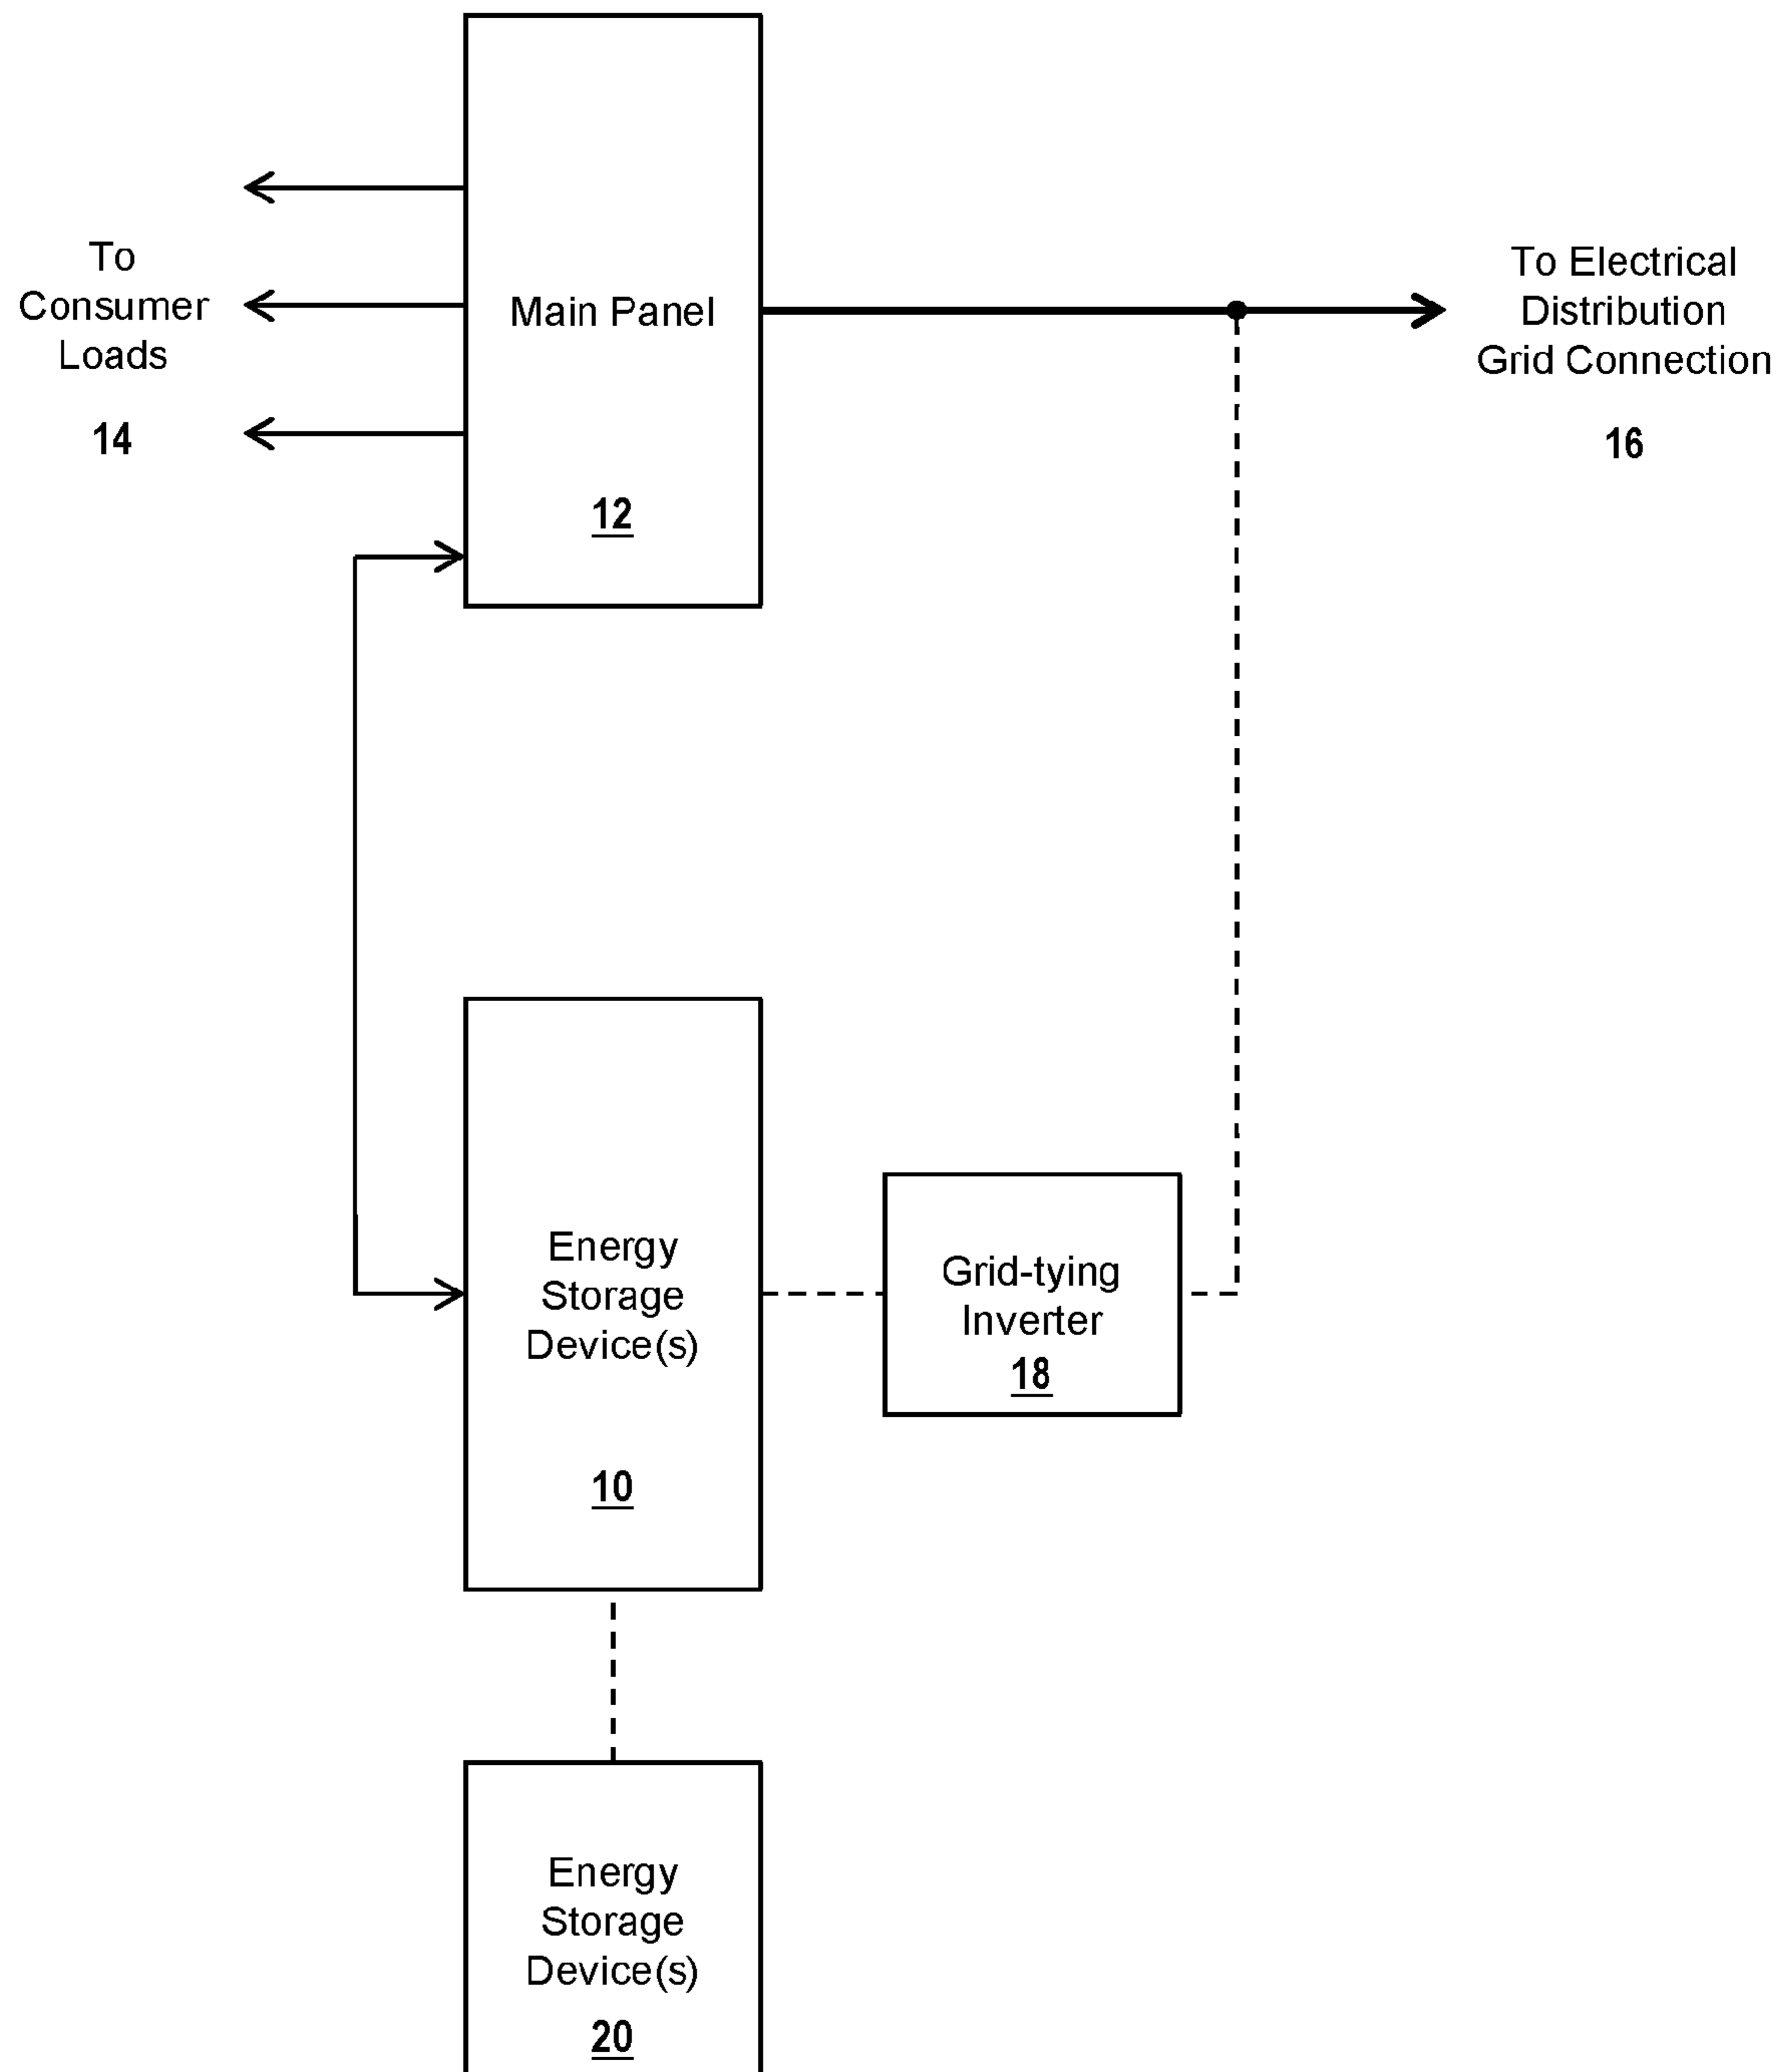 To
Consumer
Loads
14
Main Panel
12
To Electrical
Distribution
Grid Connection
16
Energy
Storage
Device(s)
10
Grid-tying
Inverter
18
Energy
Storage
Device(s)
20